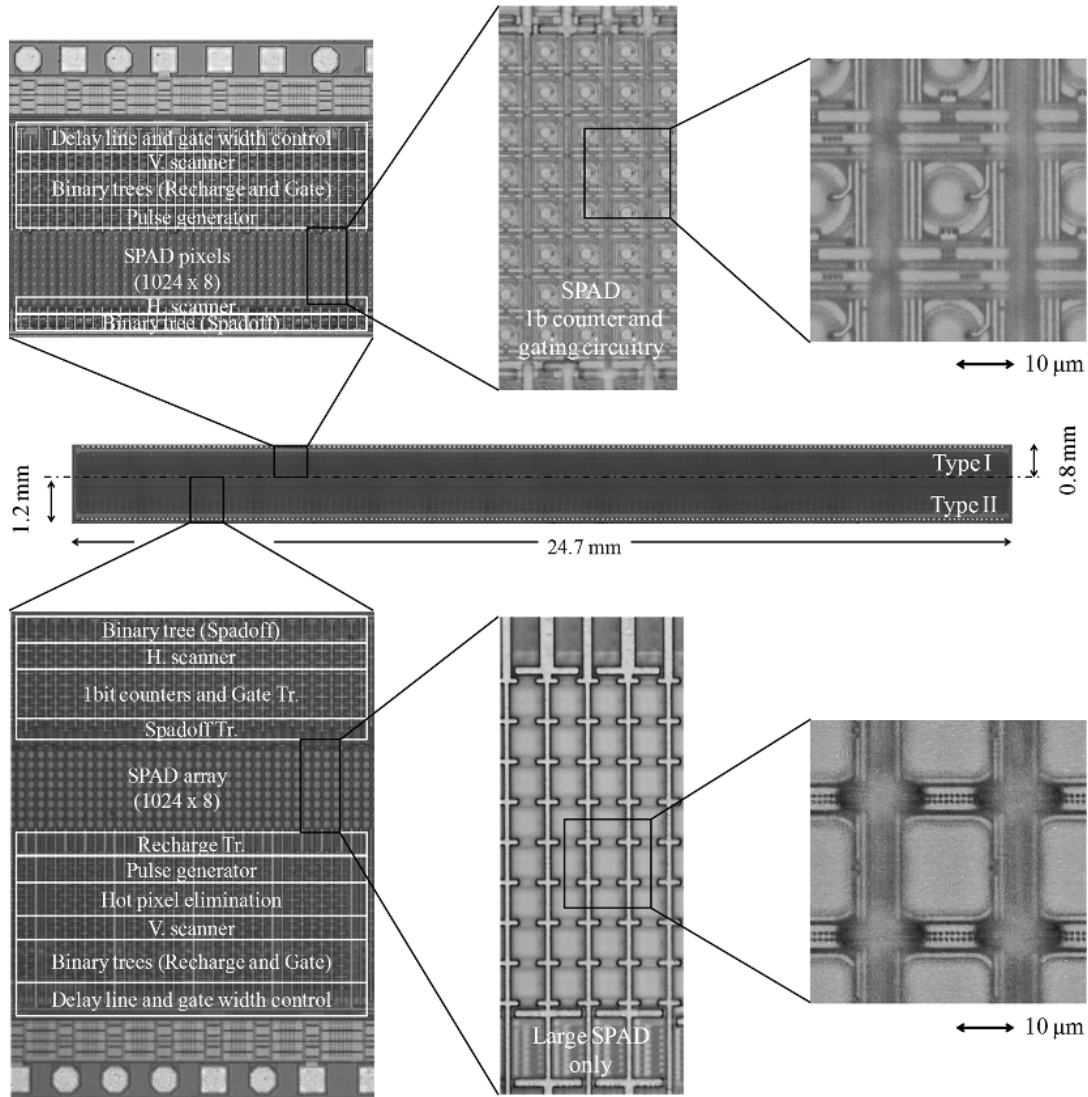 Delay line and gate width control
V. scanner
Binary trees (Recharge and Gate)
Pulse generator
SPAD pixels
(1024 x 8)
H. scanner
Binary tree (Spadoff)
SPAD
1b counter and
gating circuitry
10 μm
Type I
Type II
0.8 mm
1.2 mm
24.7 mm
Binary tree (Spadoff)
H. scanner
1bit counters and Gate Tr.
Spadoff Tr.
SPAD array
(1024 x 8)
Recharge Tr.
Pulse generator
Hot pixel elimination
V. scanner
Binary trees (Recharge and Gate)
Delay line and gate width control
Large SPAD
only
10 μm